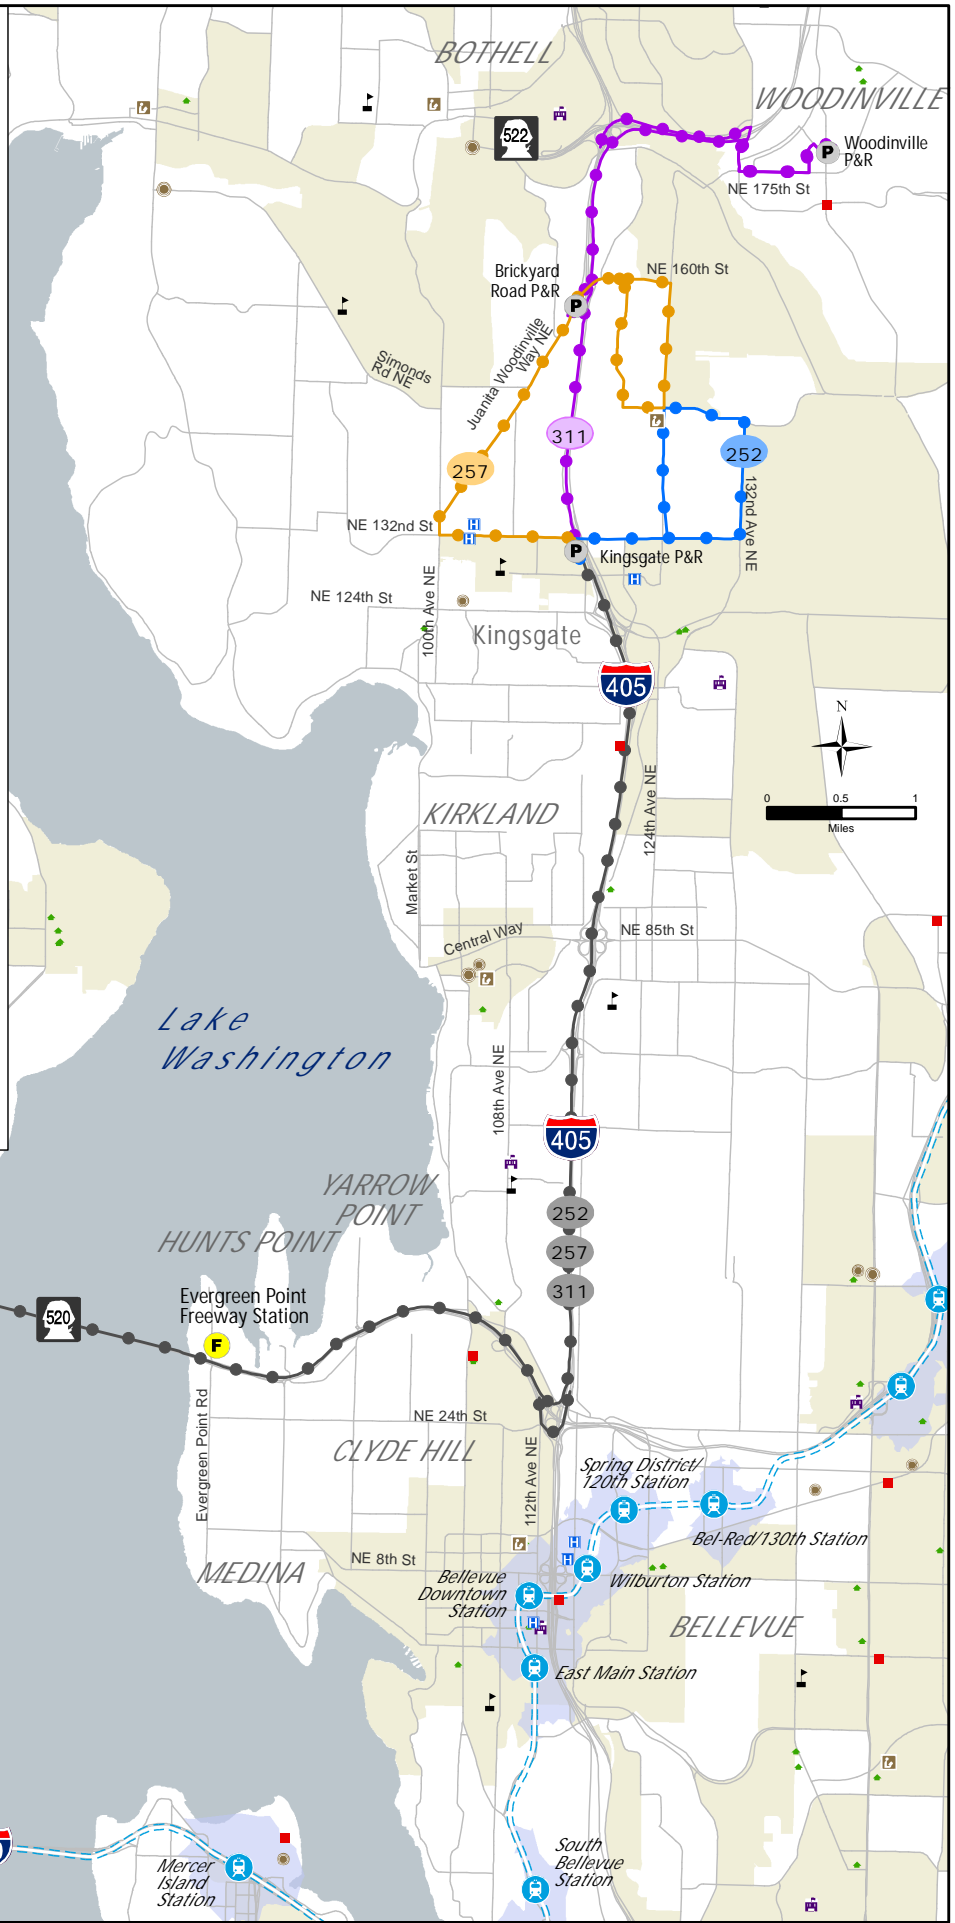 BOTHELL
WOODINVILLE
522
Woodinville
P&R
P
NE 175th St
Brickyard
Road P&R
P
NE 160th St
Simonds
Rd NE
Juanita Woodinville
Way NE
311
257
252
132nd Ave NE
NE 132nd St
H
H
P
Kingsgate P&R
H
NE 124th St
100th Ave NE
Kingsgate
405
N
0
0.5
1
Miles
124th Ave NE
KIRKLAND
Market St
Central Way
NE 85th St
Lake
Washington
108th Ave NE
405
YARROW
POINT
HUNTS POINT
252
257
311
Evergreen Point
Freeway Station
520
F
Evergreen Point Rd
NE 24th St
CLYDE HILL
112th Ave NE
Spring District/
120th Station
Bel-Red/130th Station
NE 8th St
H
H
MEDINA
Bellevue
Downtown
Station
Wilburton Station
H
BELLEVUE
East Main Station
South
Bellevue
Station
Mercer
Island
Station